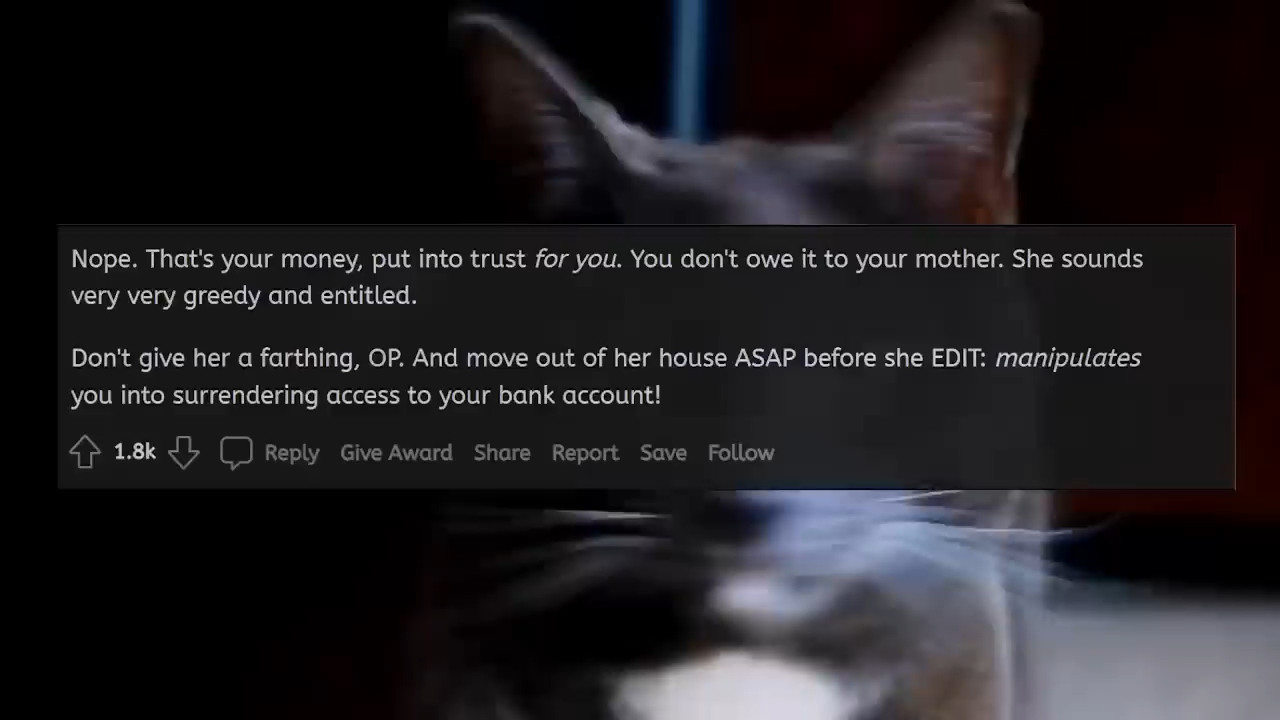 Nope. That's your money, put into trust for you. You don't owe it to your mother. She sounds
very very greedy and entitled.
Don't give her a farthing, OP. And move out of her house ASAP before she EDIT: manipulates
you into surrendering access to your bank account!
1.8k Reply Give Award Share Report Save Follow